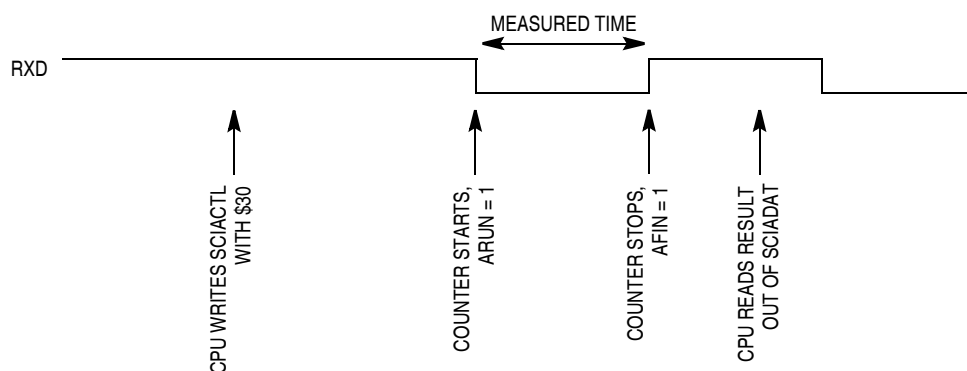 MEASURED TIME
RXD
CPU WRITES SCIACTL
WITH $30
COUNTER STARTS,
ARUN = 1
COUNTER STOPS,
AFIN = 1
CPU READS RESULT
OUT OF SCIADAT